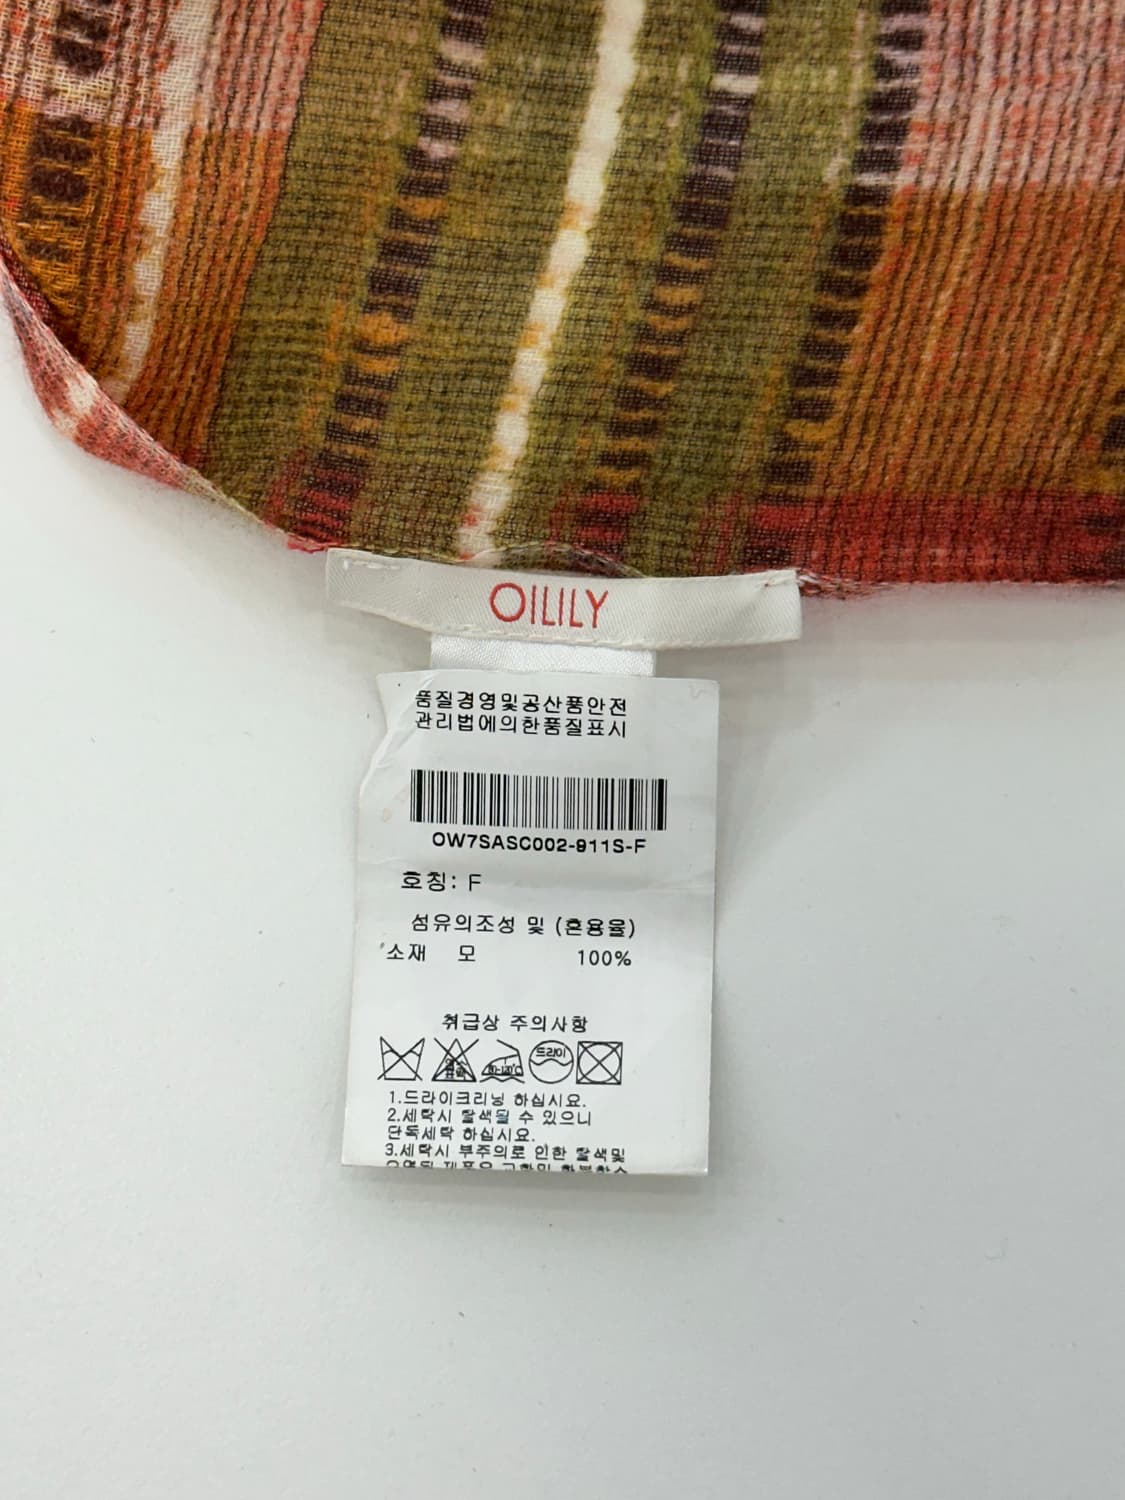 OILILY
품질경영및공산품안전
관리법에의한품질표시
OW7SASC002-911S-F
호칭: F
섬유의조성 및 (혼용율)
소재 모 100%
취급상 주의사항
드라이
1.드라이크리닝 하십시요.
2.세탁시 탈색될 수 있으니
단독세탁 하십시요.
3.세탁시 부주의로 인한 탈색및